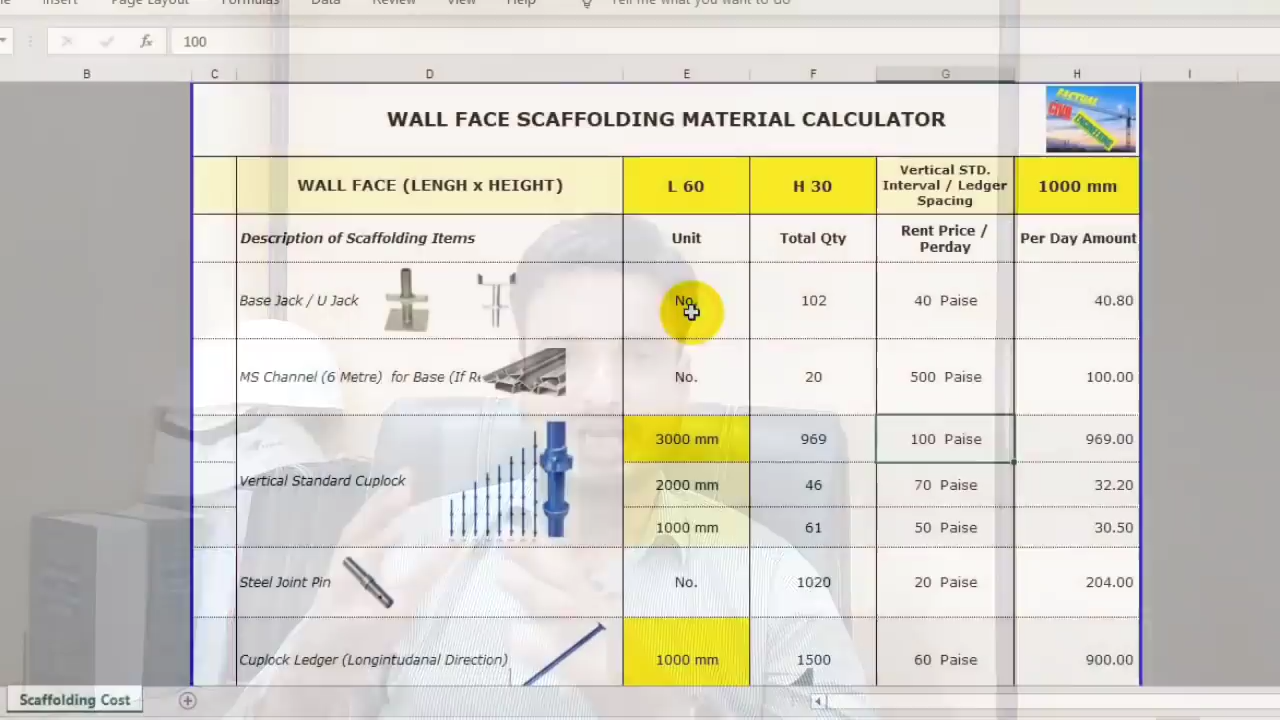 Insert Page Layout Formulas Data Review View Help Tell me what you want to do
fx 100
B C D E F G H I
WALL FACE SCAFFOLDING MATERIAL CALCULATOR
FACTUAL
CIVIL
ENGINEERING
WALL FACE (LENGH x HEIGHT) L 60 H 30 Vertical STD. Interval / Ledger Spacing 1000 mm
Description of Scaffolding Items Unit Total Qty Rent Price / Perday Per Day Amount
Base Jack / U Jack No. 102 40 Paise 40.80
MS Channel (6 Metre) for Base (If No. 20 500 Paise 100.00
3000 mm 969 100 Paise 969.00
Vertical Standard Cuplock 2000 mm 46 70 Paise 32.20
1000 mm 61 50 Paise 30.50
Steel Joint Pin No. 1020 20 Paise 204.00
Cuplock Ledger (Longintudanal Direction) 1000 mm 1500 60 Paise 900.00
Scaffolding Cost